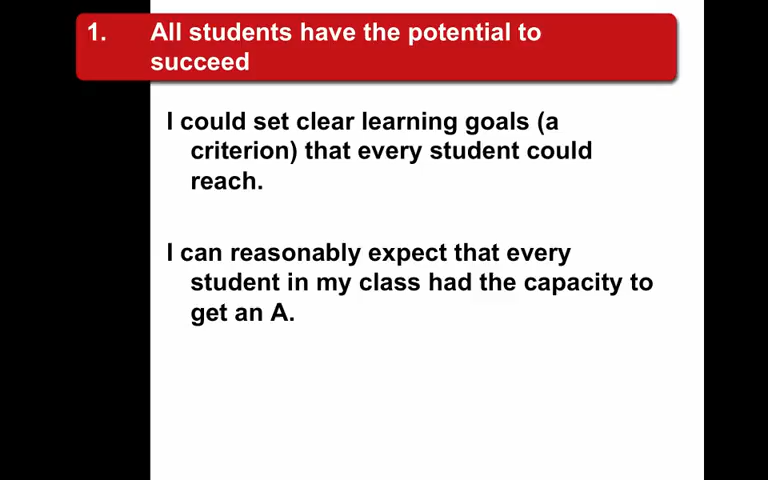 1. All students have the potential to
succeed
I could set clear learning goals (a
criterion) that every student could
reach.
I can reasonably expect that every
student in my class had the capacity to
get an A.